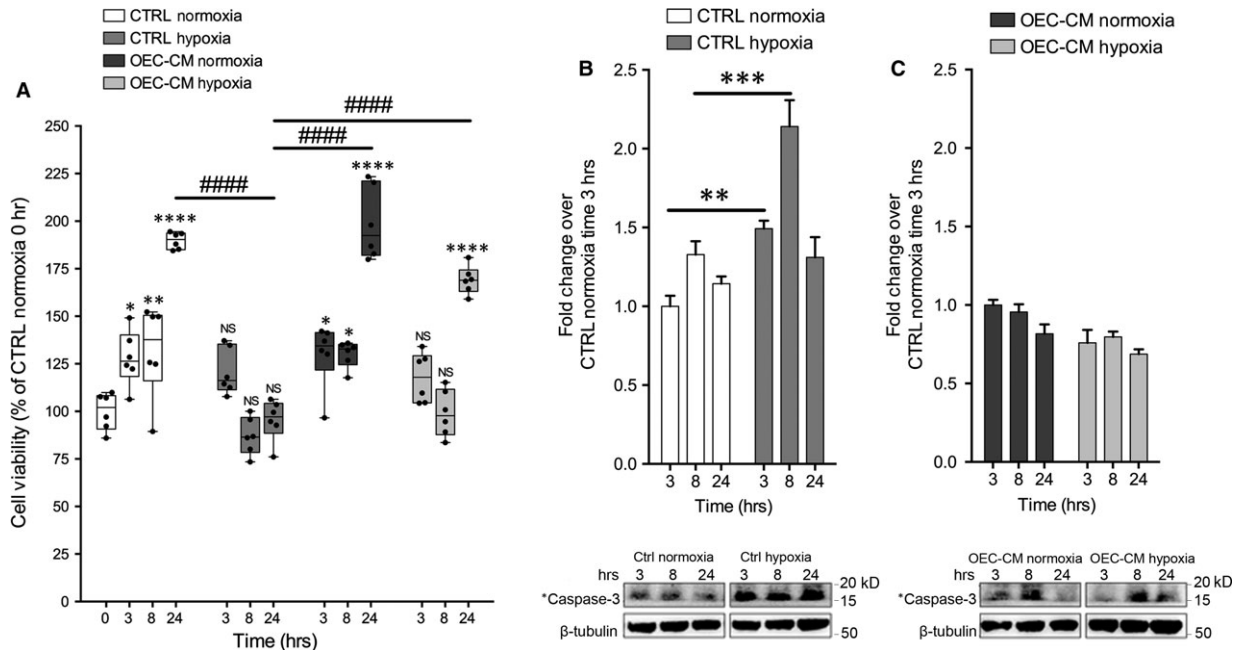 CTRL normoxia
CTRL hypoxia
OEC-CM normoxia
OEC-CM hypoxia
A
####
####
####
****
****
****
*
**
NS
NS
NS
*
*
NS
NS
Cell viability (% of CTRL normoxia 0 hr)
250
225
200
175
150
125
100
75
50
25
0
0 3 8 24 3 8 24 3 8 24 3 8 24
Time (hrs)
CTRL normoxia
CTRL hypoxia
B
***
**
Fold change over
CTRL normoxia time 3 hrs
2.5
2.0
1.5
1.0
0.5
0.0
3 8 24 3 8 24
Time (hrs)
Ctrl normoxia Ctrl hypoxia
hrs 3 8 24 3 8 24
20 kD
*Caspase-3 15
β-tubulin 50
OEC-CM normoxia
OEC-CM hypoxia
C
Fold change over
CTRL normoxia time 3 hrs
2.5
2.0
1.5
1.0
0.5
0.0
3 8 24 3 8 24
Time (hrs)
OEC-CM normoxia OEC-CM hypoxia
hrs 3 8 24 3 8 24
20 kD
*Caspase-3 15
β-tubulin 50